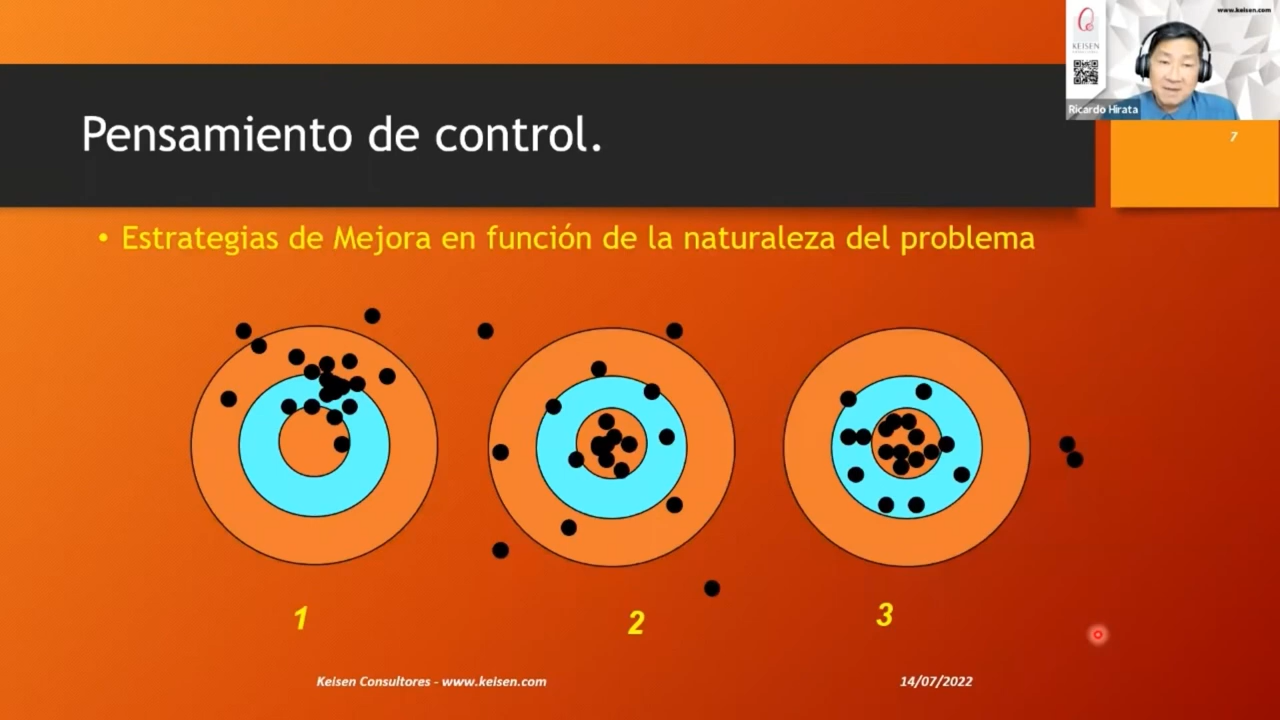 www.keisen.com
KEISEN
Ricardo Hirata
Pensamiento de control.
7
• Estrategias de Mejora en función de la naturaleza del problema
1
2
3
Keisen Consultores - www.keisen.com
14/07/2022